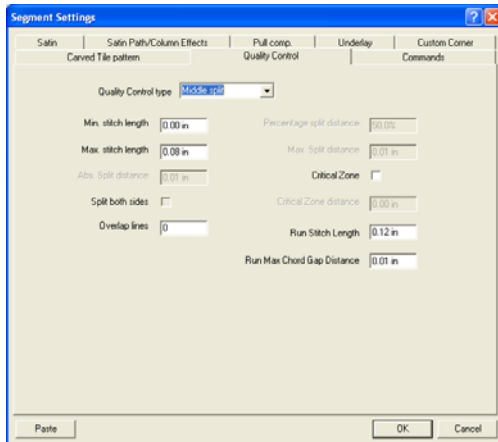 Segment Settings
Satin Satin Path/Column Effects Pull comp. Underlay Custom Corner
Carved Tile pattern Quality Control Commands
Quality Control type Middle split
Min. stitch length 0.00 in Percentage split distance 50.0%
Max. stitch length 0.08 in Max. Split distance 0.01 in
Abs. Split distance 0.01 in Critical Zone
Split both sides Critical Zone distance 0.00 in
Overlap lines 0 Run Stitch Length 0.12 in
Run Max Chord Gap Distance 0.01 in
Paste OK Cancel